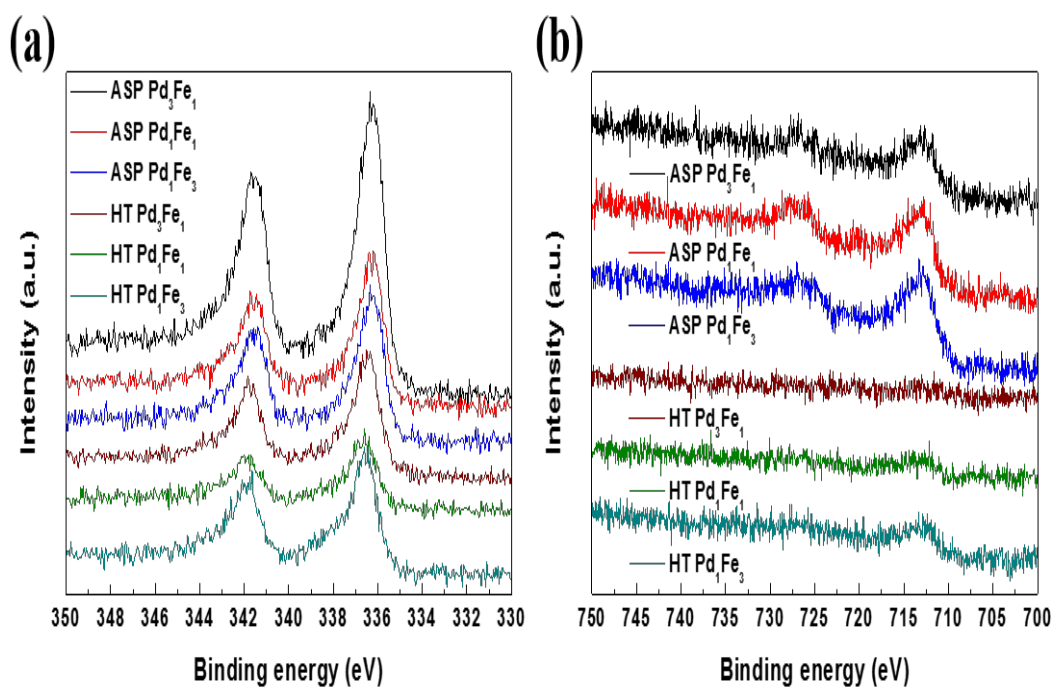 (a)
ASP Pd₃Fe₁
ASP Pd₁Fe₁
ASP Pd₁Fe₃
HT Pd₃Fe₁
HT Pd₁Fe₁
HT Pd₁Fe₃
Intensity (a.u.)
350 348 346 344 342 340 338 336 334 332 330
Binding energy (eV)
(b)
ASP Pd₃Fe₁
ASP Pd₁Fe₁
ASP Pd₁Fe₃
HT Pd₃Fe₁
HT Pd₁Fe₁
HT Pd₁Fe₃
Intensity (a.u.)
750 745 740 735 730 725 720 715 710 705 700
Binding energy (eV)